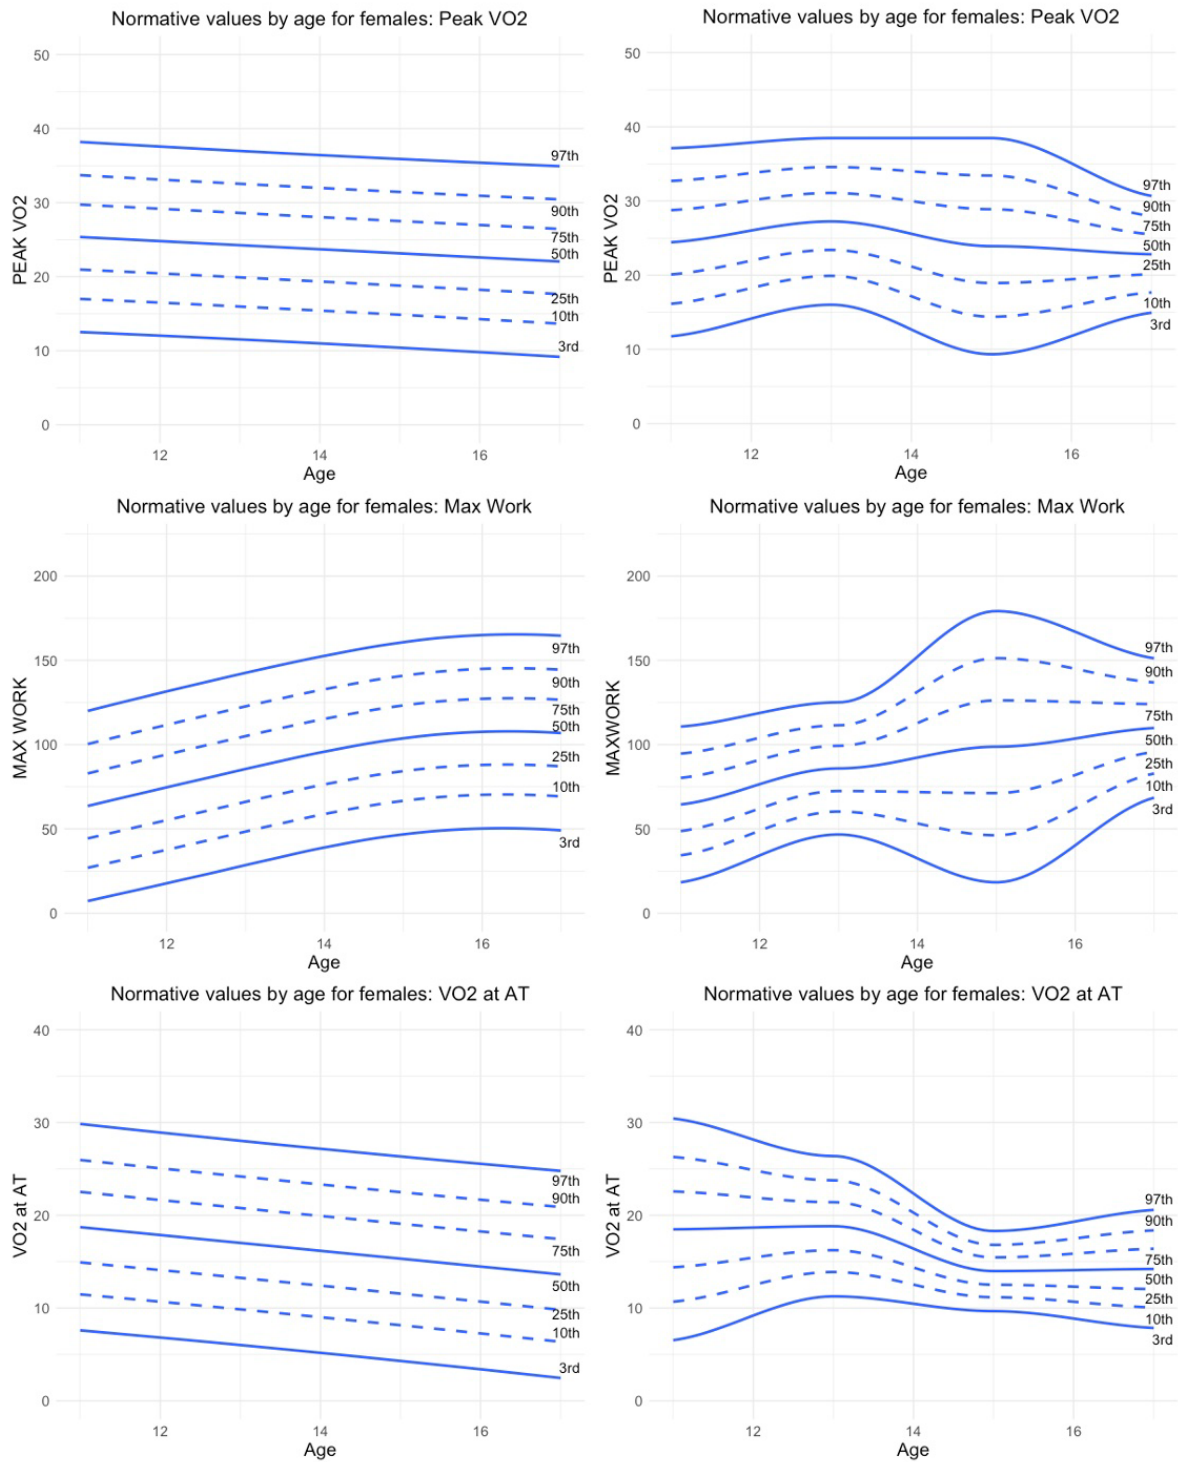 Normative values by age for females: Peak VO2
50
40
30
20
10
0
PEAK VO2
97th
90th
75th
50th
25th
10th
3rd
12
14
16
Age
Normative values by age for females: Peak VO2
50
40
30
20
10
0
PEAK VO2
97th
90th
75th
50th
25th
10th
3rd
12
14
16
Age
Normative values by age for females: Max Work
200
150
100
50
0
MAX WORK
97th
90th
75th
50th
25th
10th
3rd
12
14
16
Age
Normative values by age for females: Max Work
200
150
100
50
0
MAXWORK
97th
90th
75th
50th
25th
10th
3rd
12
14
16
Age
Normative values by age for females: VO2 at AT
40
30
20
10
0
VO2 at AT
97th
90th
75th
50th
25th
10th
3rd
12
14
16
Age
Normative values by age for females: VO2 at AT
40
30
20
10
0
VO2 at AT
97th
90th
75th
50th
25th
10th
3rd
12
14
16
Age